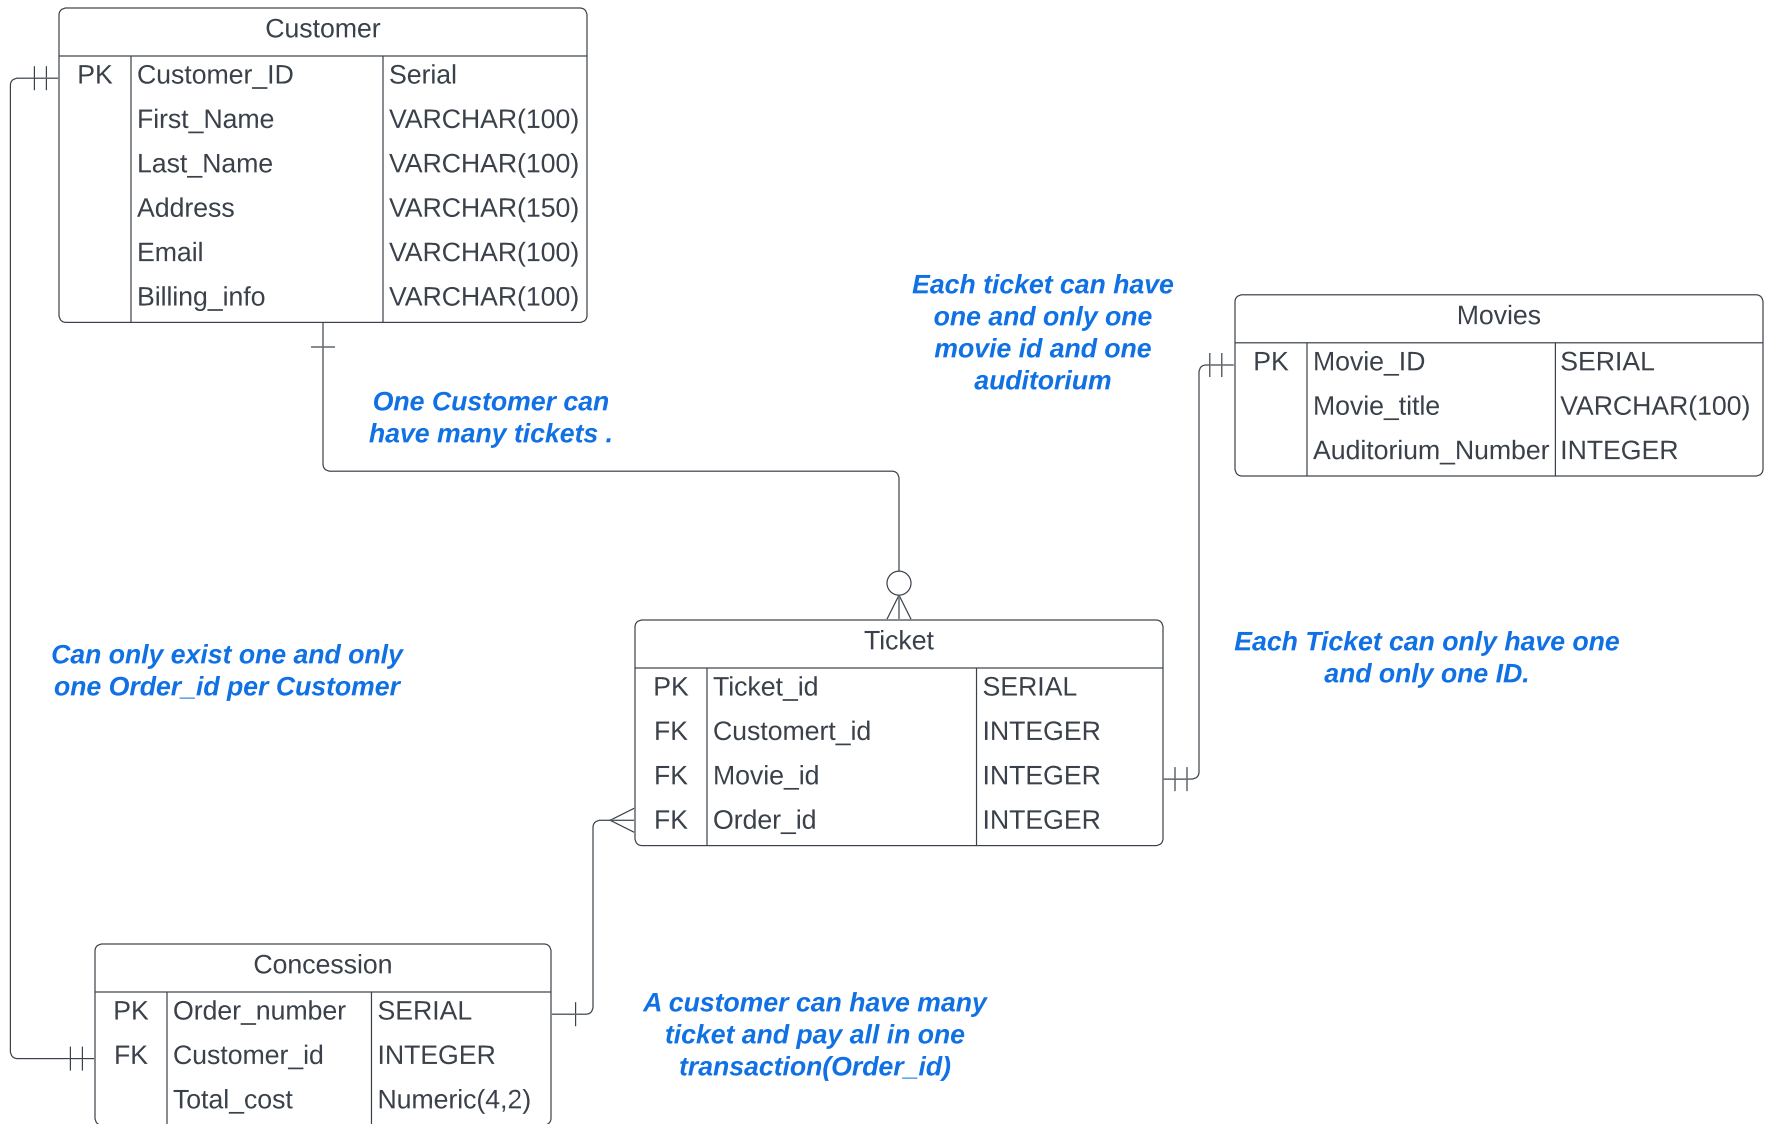 Customer
PK Customer_ID Serial
First_Name VARCHAR(100)
Last_Name VARCHAR(100)
Address VARCHAR(150)
Email VARCHAR(100)
Billing_info VARCHAR(100)
One Customer can
have many tickets .
Each ticket can have
one and only one
movie id and one
auditorium
Movies
PK Movie_ID SERIAL
Movie_title VARCHAR(100)
Auditorium_Number INTEGER
Can only exist one and only
one Order_id per Customer
Ticket
PK Ticket_id SERIAL
FK Customert_id INTEGER
FK Movie_id INTEGER
FK Order_id INTEGER
Each Ticket can only have one
and only one ID.
Concession
PK Order_number SERIAL
FK Customer_id INTEGER
Total_cost Numeric(4,2)
A customer can have many
ticket and pay all in one
transaction(Order_id)